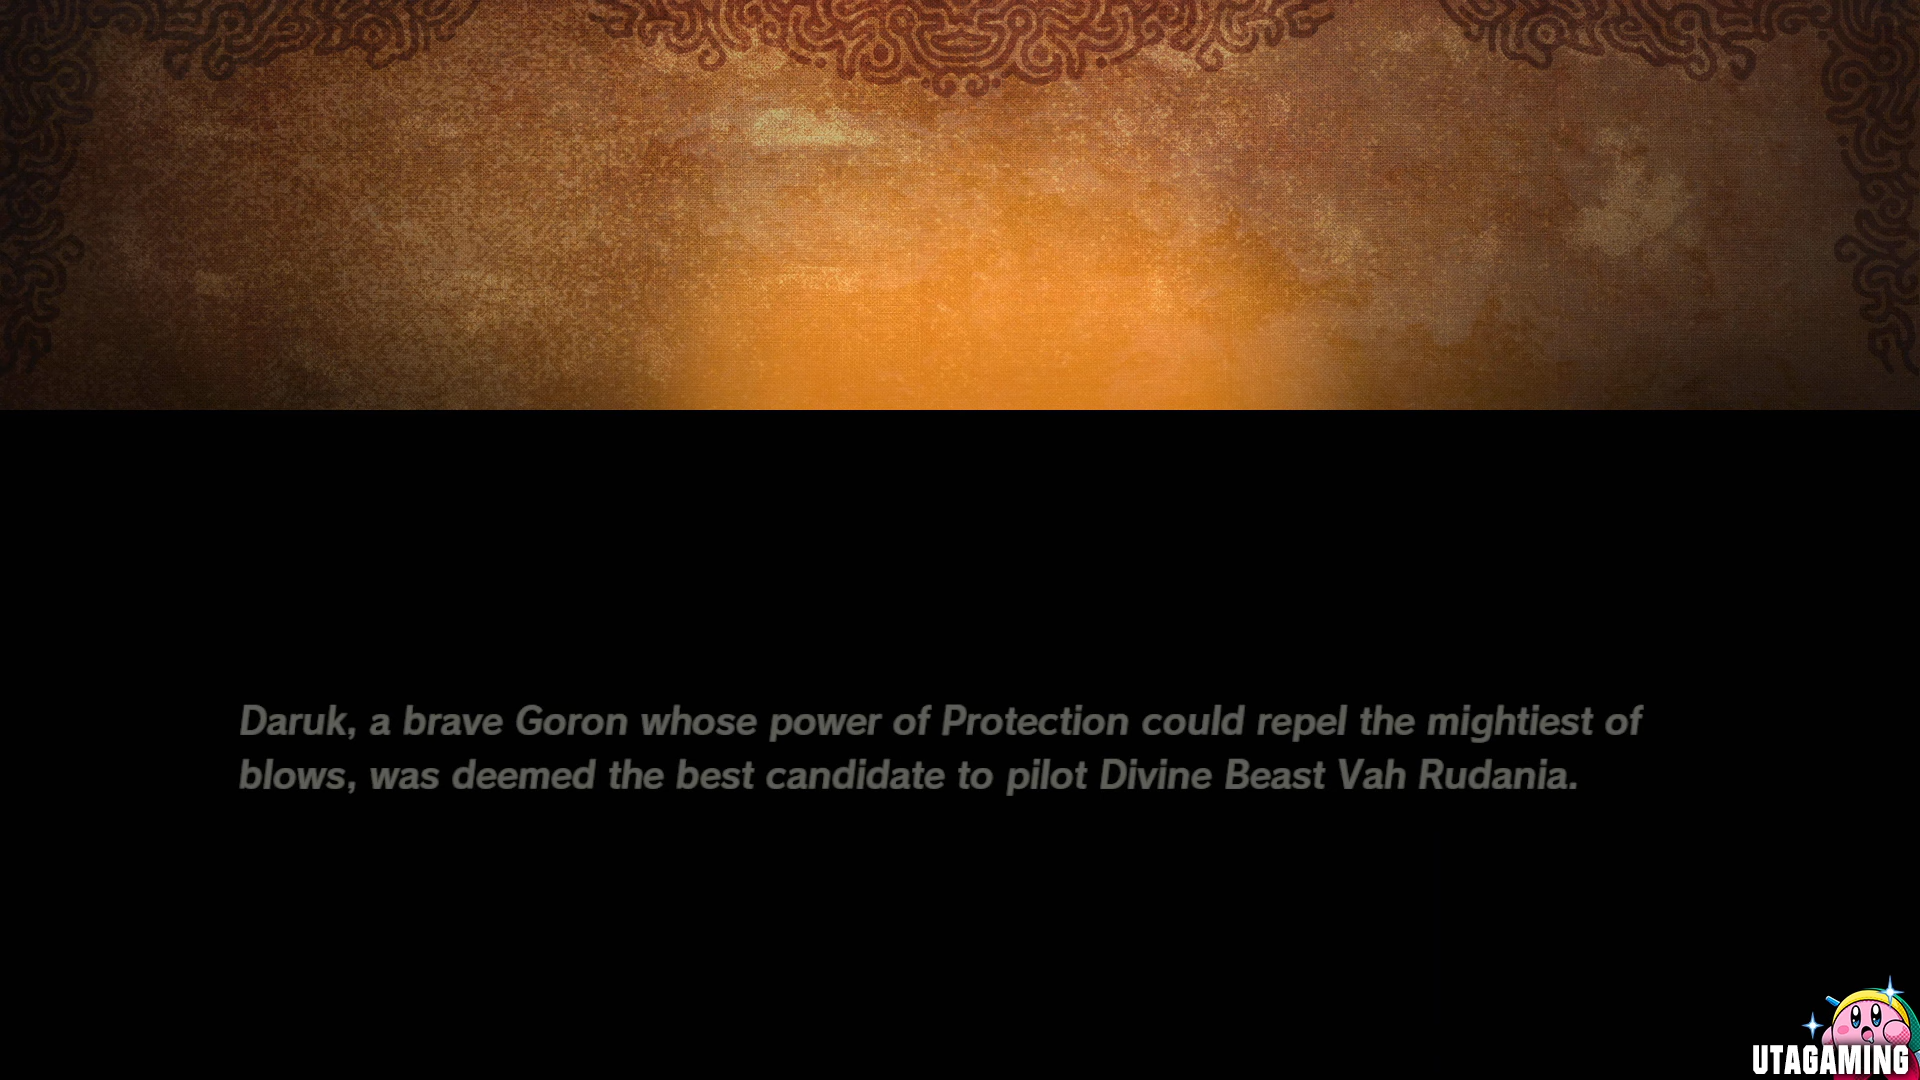 Daruk, a brave Goron whose power of Protection could repel the mightiest of
blows, was deemed the best candidate to pilot Divine Beast Vah Rudania.
UTAGAMING